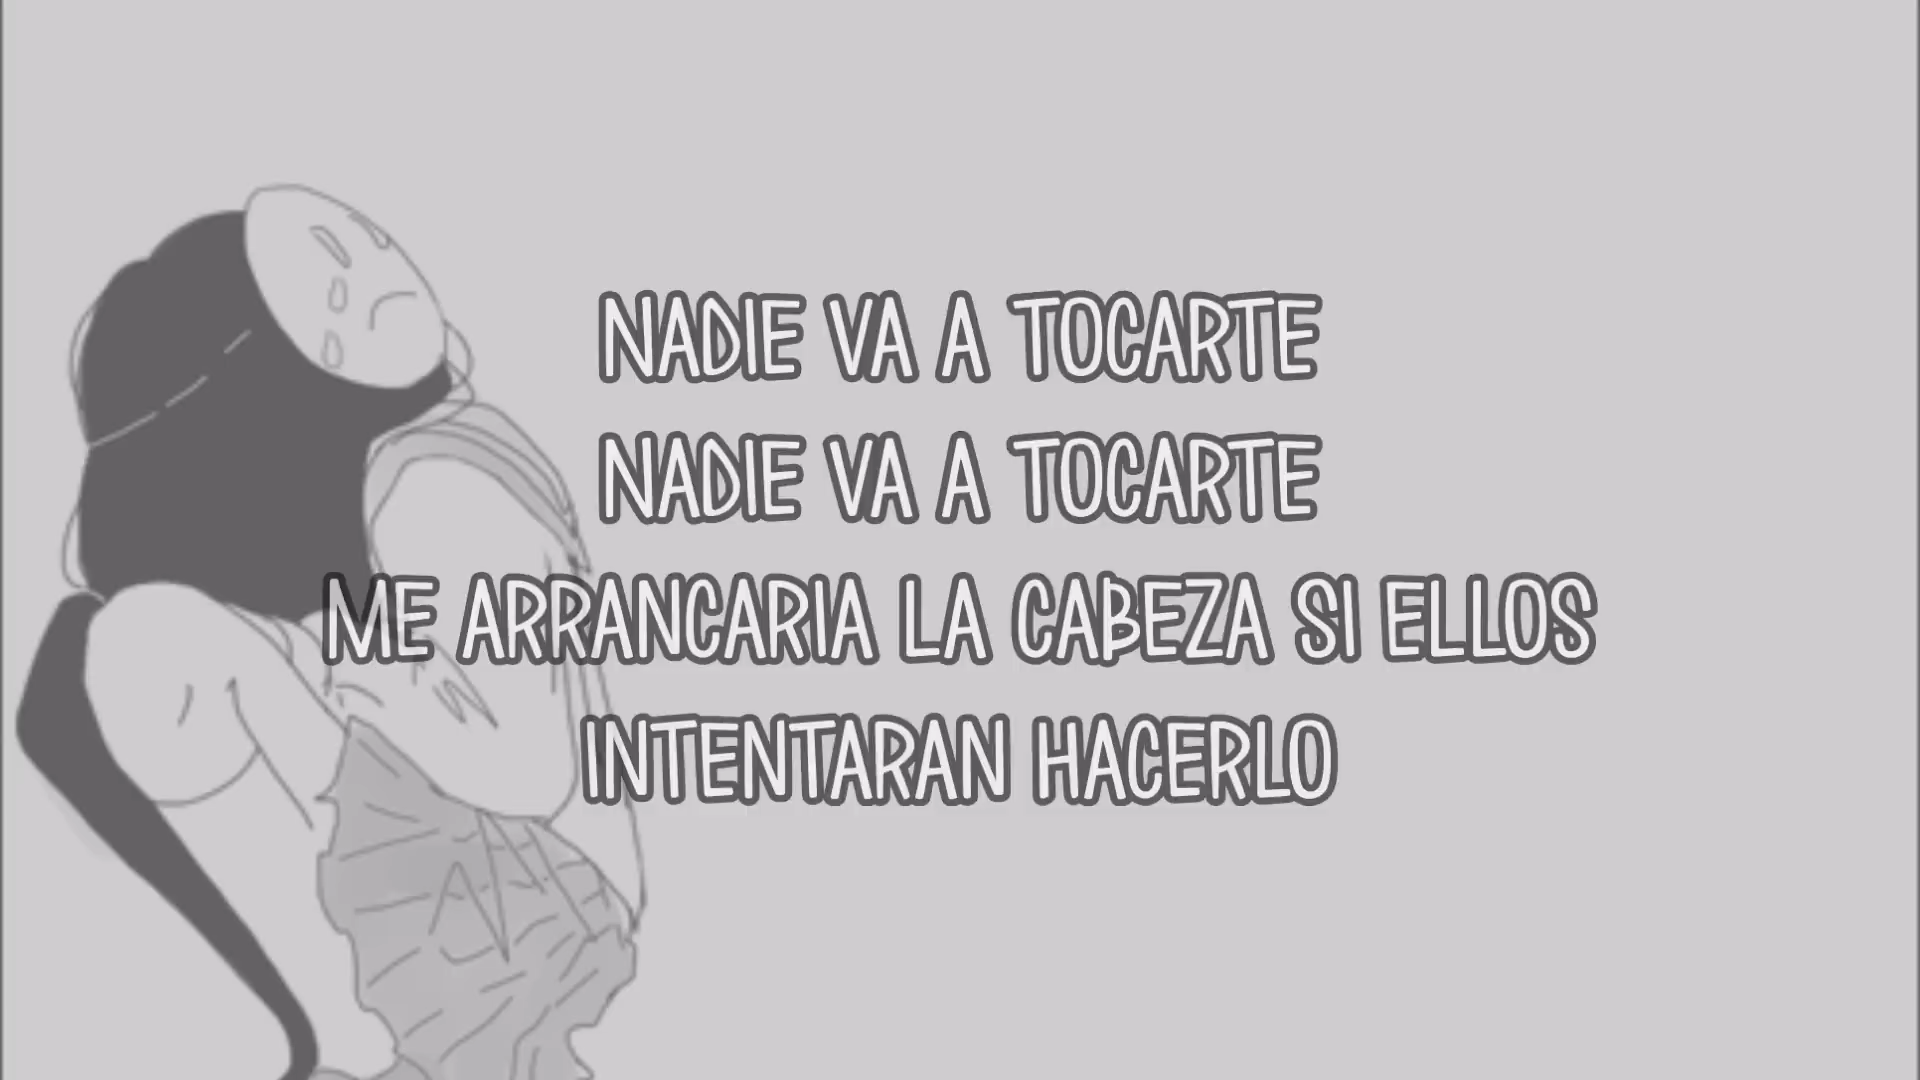 NADIE VA A TOCARTE
NADIE VA A TOCARTE
ME ARRANCARIA LA CABEZA SI ELLOS
INTENTARAN HACERLO